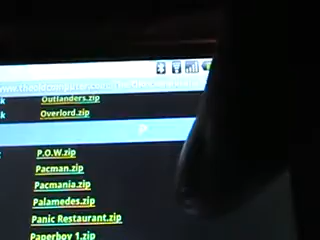 Outlanders.zip
Overlord.zip
P
P.O.W.zip
Pacman.zip
Pacmania.zip
Palamedes.zip
Panic Restaurant.zip
Paperboy 1.zip